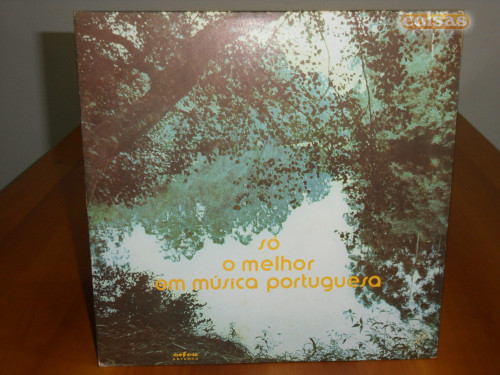 coisas
só
o melhor
em música portuguesa